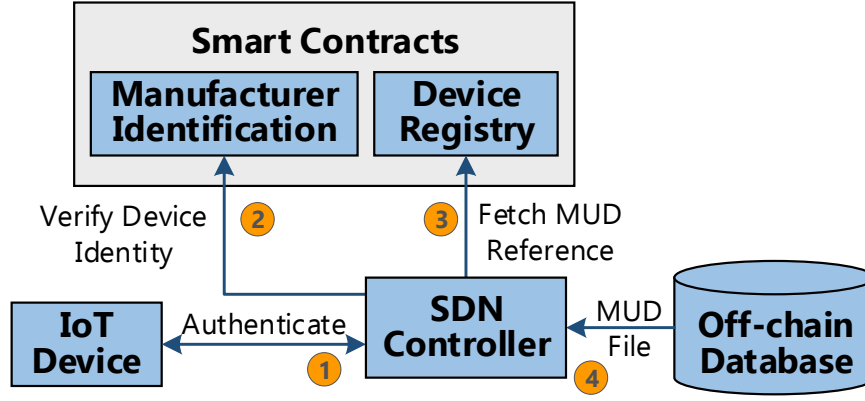 Smart Contracts
Manufacturer
Identification
Device
Registry
Verify Device
Identity
2
3
Fetch MUD
Reference
IoT
Device
Authenticate
1
SDN
Controller
MUD
File
4
Off-chain
Database